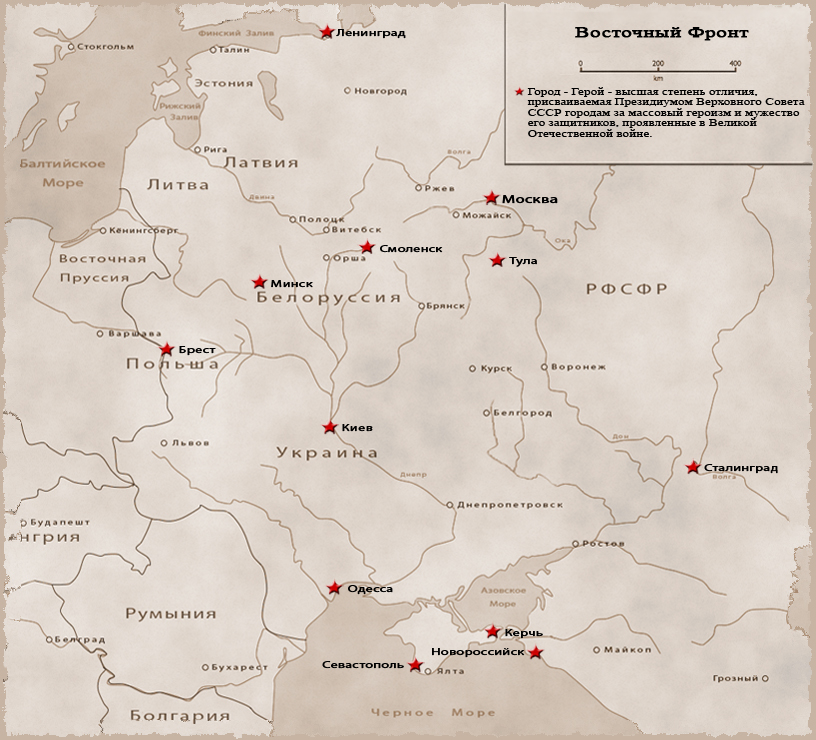 Восточный Фронт
0 200 400
km
Город - Герой - высшая степень отличия,
присваиваемая Президиумом Верховного Совета
СССР городам за массовый героизм и мужество
его защитников, проявленные в Великой
Отечественной войне.
Ленинград
Финский Залив
Стокгольм
Талин
Эстония
Новгород
Рижский
Залив
Рига
Латвия
Волга
Балтийское
Море
Литва
Ржев
Двина
Москва
Можайск
Полоцк
Витебск
Кёнингсберг
Ока
Смоленск
Орша
Тула
Восточная
Пруссия
Минск
Белоруссия
РФСФР
Брянск
Варшава
Брест
Польша
Курск
Воронеж
Белгород
Киев
Львов
Украина
Дон
Сталинград
Волга
Днепр
Днепропетровск
Будапешт
нгрия
Ростов
Одесса
Азовское
Море
Румыния
Керчь
Белград
Новороссийск
Майкоп
Севастополь
Ялта
Бухарест
Грозный
Болгария
Черное Море